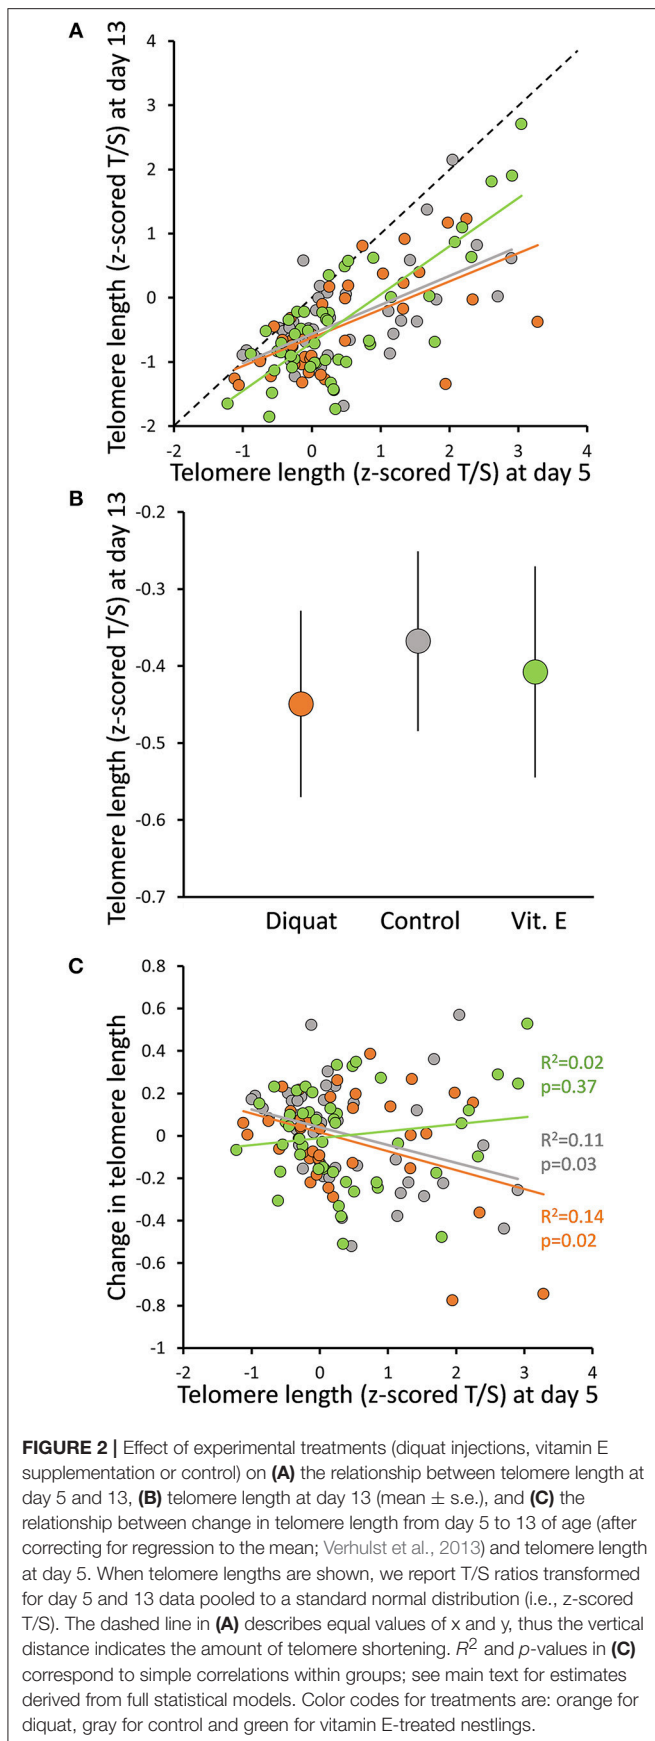 A
Telomere length (z-scored T/S) at day 13
4
3
2
1
0
-1
-2
-2 -1 0 1 2 3 4
Telomere length (z-scored T/S) at day 5
B
Telomere length (z-scored T/S) at day 13
-0.2
-0.3
-0.4
-0.5
-0.6
-0.7
Diquat Control Vit. E
C
Change in telomere length
0.8
0.6
0.4
0.2
0
-0.2
-0.4
-0.6
-0.8
-1
R²=0.02
p=0.37
R²=0.11
p=0.03
R²=0.14
p=0.02
-2 -1 0 1 2 3 4
Telomere length (z-scored T/S) at day 5
FIGURE 2 | Effect of experimental treatments (diquat injections, vitamin E
supplementation or control) on (A) the relationship between telomere length at
day 5 and 13, (B) telomere length at day 13 (mean ± s.e.), and (C) the
relationship between change in telomere length from day 5 to 13 of age (after
correcting for regression to the mean; Verhulst et al., 2013) and telomere length
at day 5. When telomere lengths are shown, we report T/S ratios transformed
for day 5 and 13 data pooled to a standard normal distribution (i.e., z-scored
T/S). The dashed line in (A) describes equal values of x and y, thus the vertical
distance indicates the amount of telomere shortening. R² and p-values in (C)
correspond to simple correlations within groups; see main text for estimates
derived from full statistical models. Color codes for treatments are: orange for
diquat, gray for control and green for vitamin E-treated nestlings.